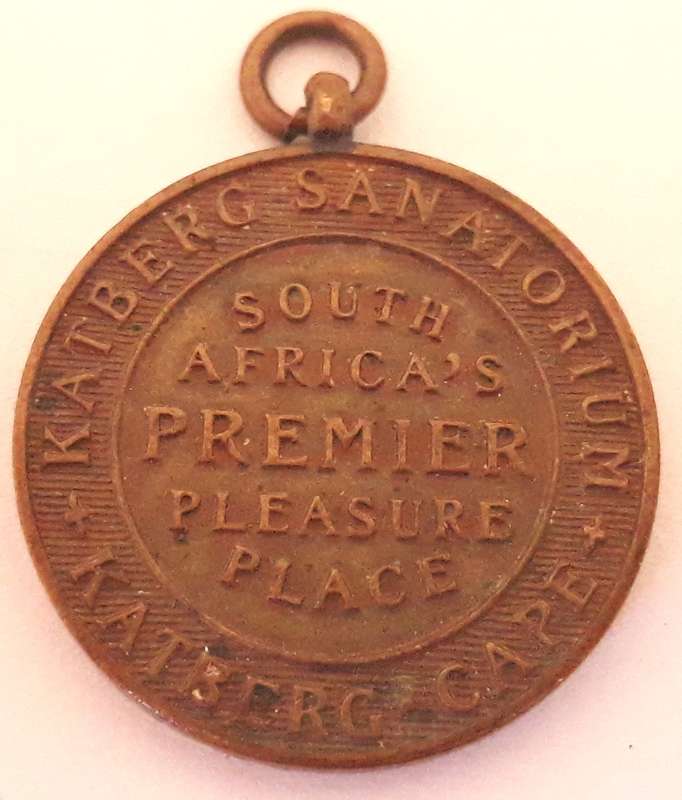 KATBERG SANATORIUM
SOUTH
AFRICA'S
PREMIER
PLEASURE
PLACE
KATBERG. CAPE